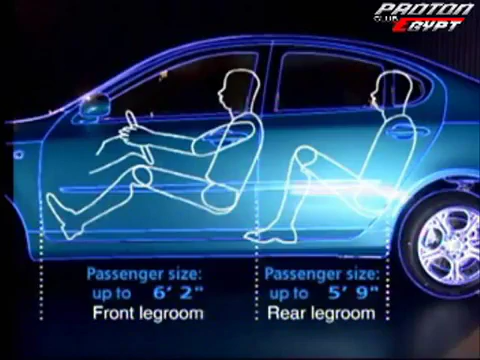 PROTON
CLUB EGYPT
Passenger size:
up to 6' 2"
Front legroom
Passenger size:
up to 5' 9"
Rear legroom